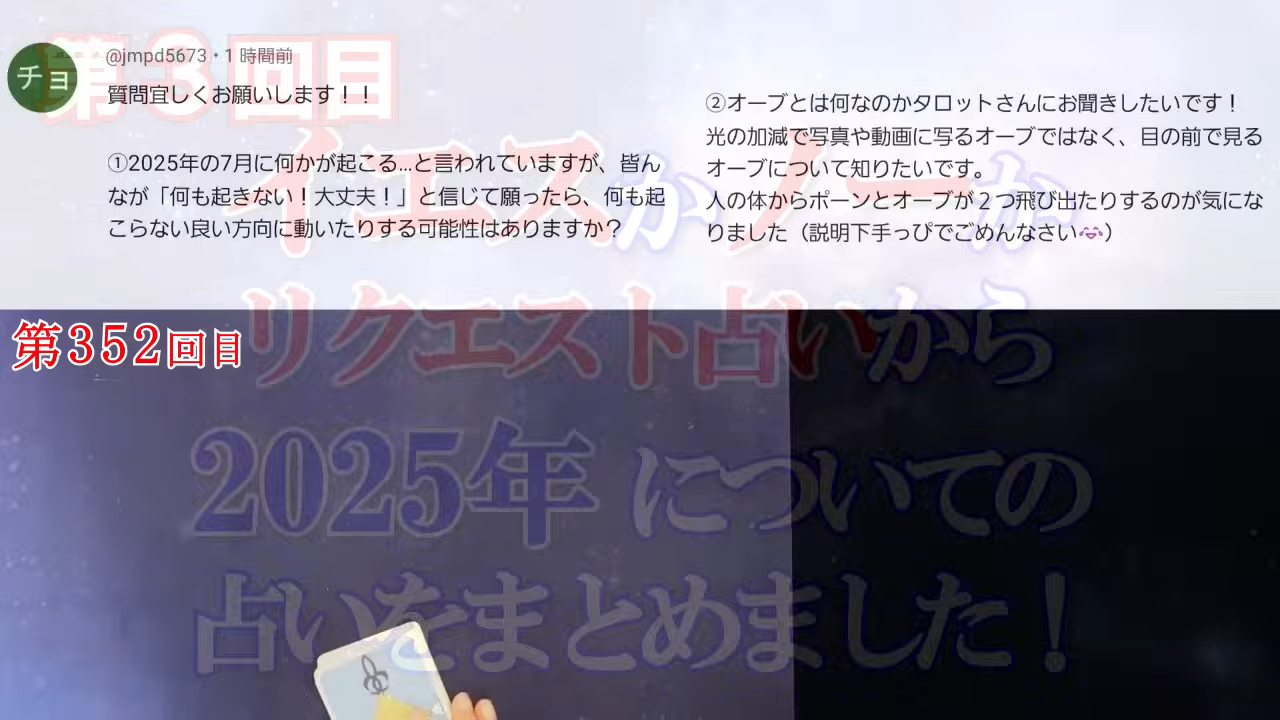 第３回目
チョ
@jmpd5673・1 時間前
質問宜しくお願いします！！
①2025年の7月に何かが起こる...と言われていますが、皆ん
なが「何も起きない！大丈夫！」と信じて願ったら、何も起
こらない良い方向に動いたりする可能性はありますか？
②オーブとは何なのかタロットさんにお聞きしたいです！
光の加減で写真や動画に写るオーブではなく、目の前で見る
オーブについて知りたいです。
人の体からポーンとオーブが２つ飛び出たりするのが気にな
りました（説明下手っぴでごめんなさい😂）
イエスかノーか
第352回目
リクエスト占いから
2025年 についての
占いをまとめました！